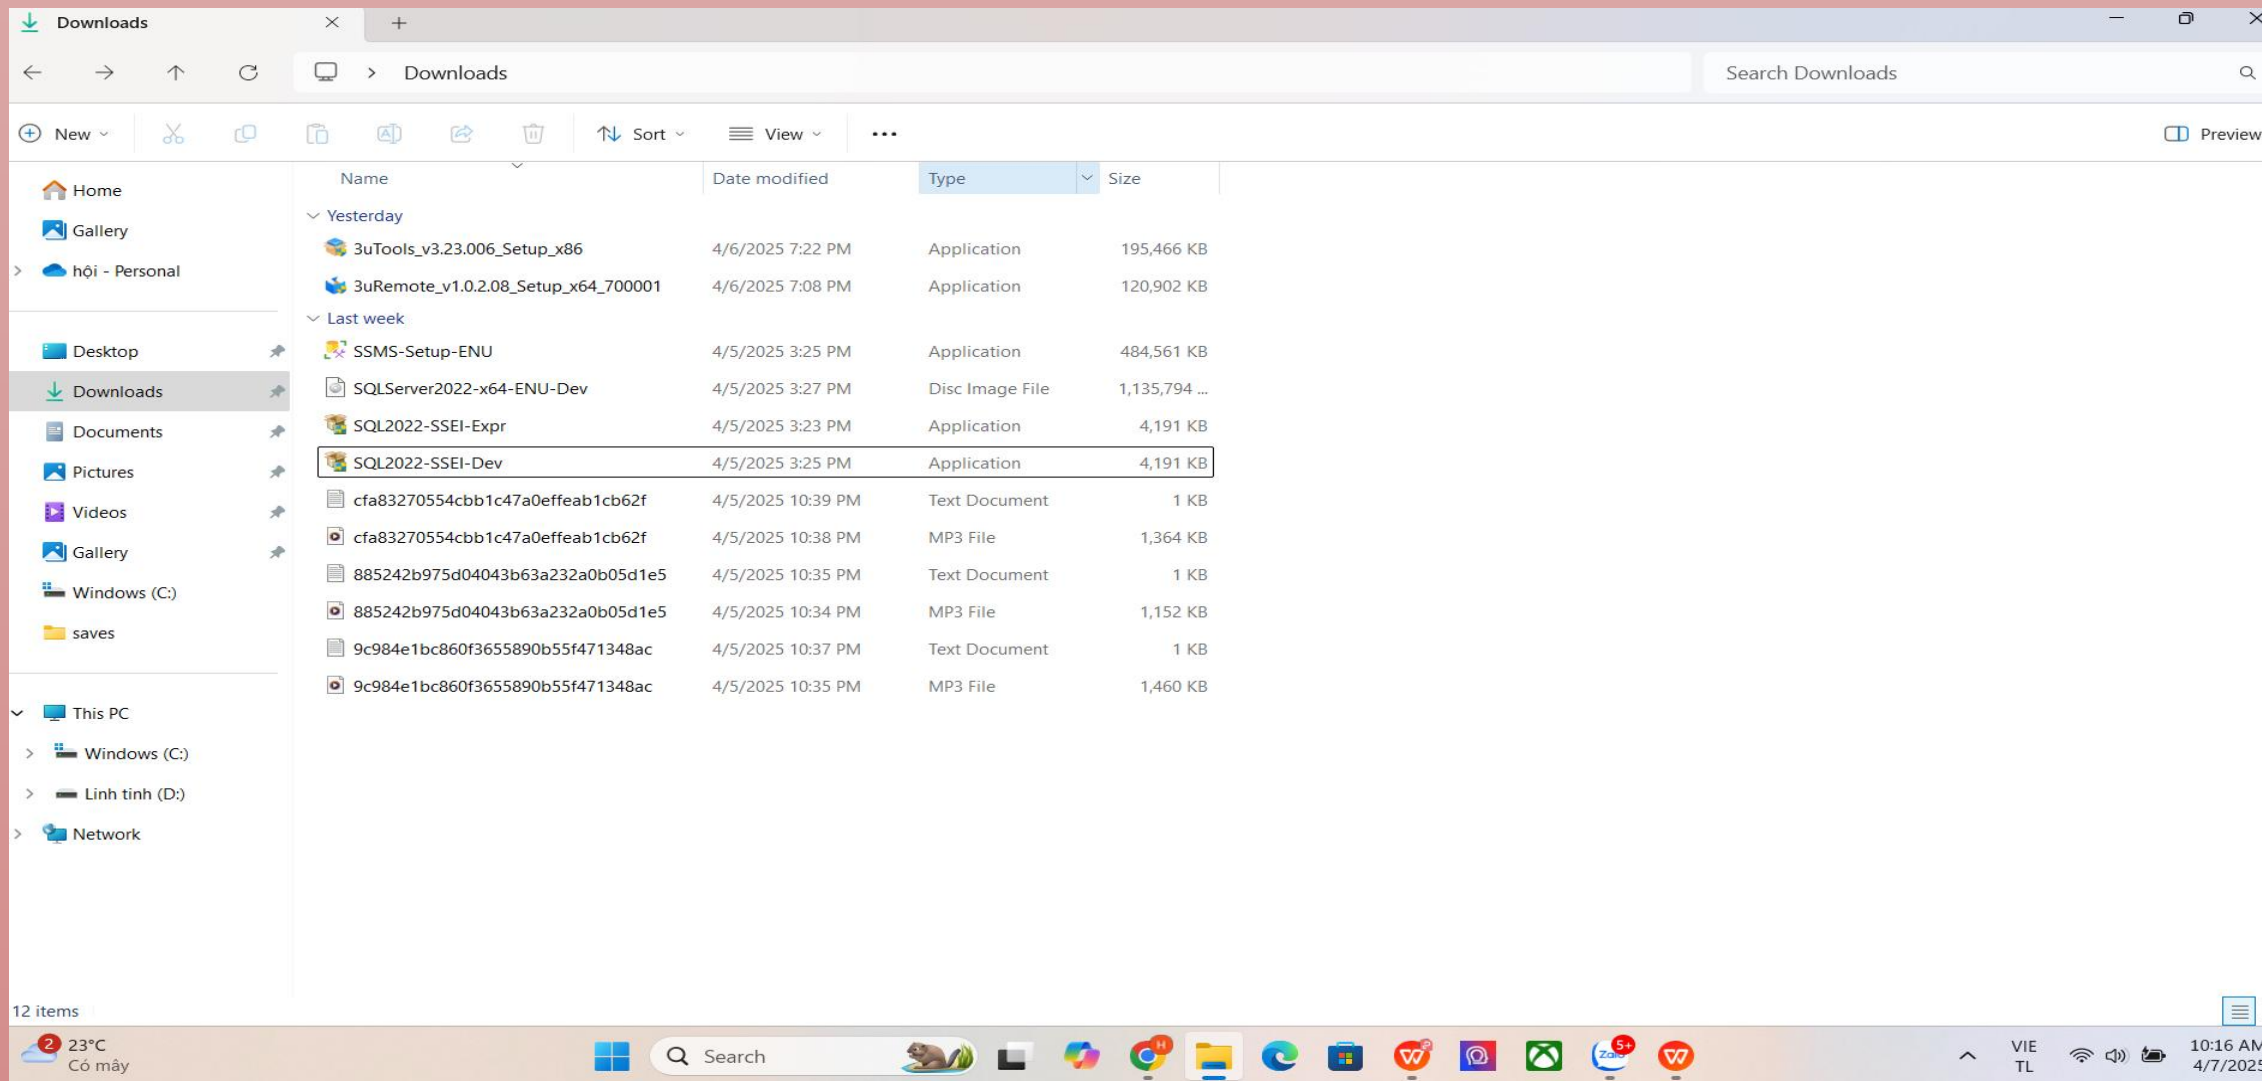 Downloads
Downloads
Search Downloads
New
Sort
View
Preview
Name Date modified Type Size
Home
Gallery
hội - Personal
Desktop
Downloads
Documents
Pictures
Videos
Gallery
Windows (C:)
saves
This PC
Windows (C:)
Linh tinh (D:)
Network
Yesterday
3uTools_v3.23.006_Setup_x86 4/6/2025 7:22 PM Application 195,466 KB
3uRemote_v1.0.2.08_Setup_x64_700001 4/6/2025 7:08 PM Application 120,902 KB
Last week
SSMS-Setup-ENU 4/5/2025 3:25 PM Application 484,561 KB
SQLServer2022-x64-ENU-Dev 4/5/2025 3:27 PM Disc Image File 1,135,794 ...
SQL2022-SSEI-Expr 4/5/2025 3:23 PM Application 4,191 KB
SQL2022-SSEI-Dev 4/5/2025 3:25 PM Application 4,191 KB
cfa83270554cbb1c47a0effeab1cb62f 4/5/2025 10:39 PM Text Document 1 KB
cfa83270554cbb1c47a0effeab1cb62f 4/5/2025 10:38 PM MP3 File 1,364 KB
885242b975d04043b63a232a0b05d1e5 4/5/2025 10:35 PM Text Document 1 KB
885242b975d04043b63a232a0b05d1e5 4/5/2025 10:34 PM MP3 File 1,152 KB
9c984e1bc860f3655890b55f471348ac 4/5/2025 10:37 PM Text Document 1 KB
9c984e1bc860f3655890b55f471348ac 4/5/2025 10:35 PM MP3 File 1,460 KB
12 items
2
23°C
Có mây
Search
H
Zalo
5+
VIE
TL
10:16 AM
4/7/2025